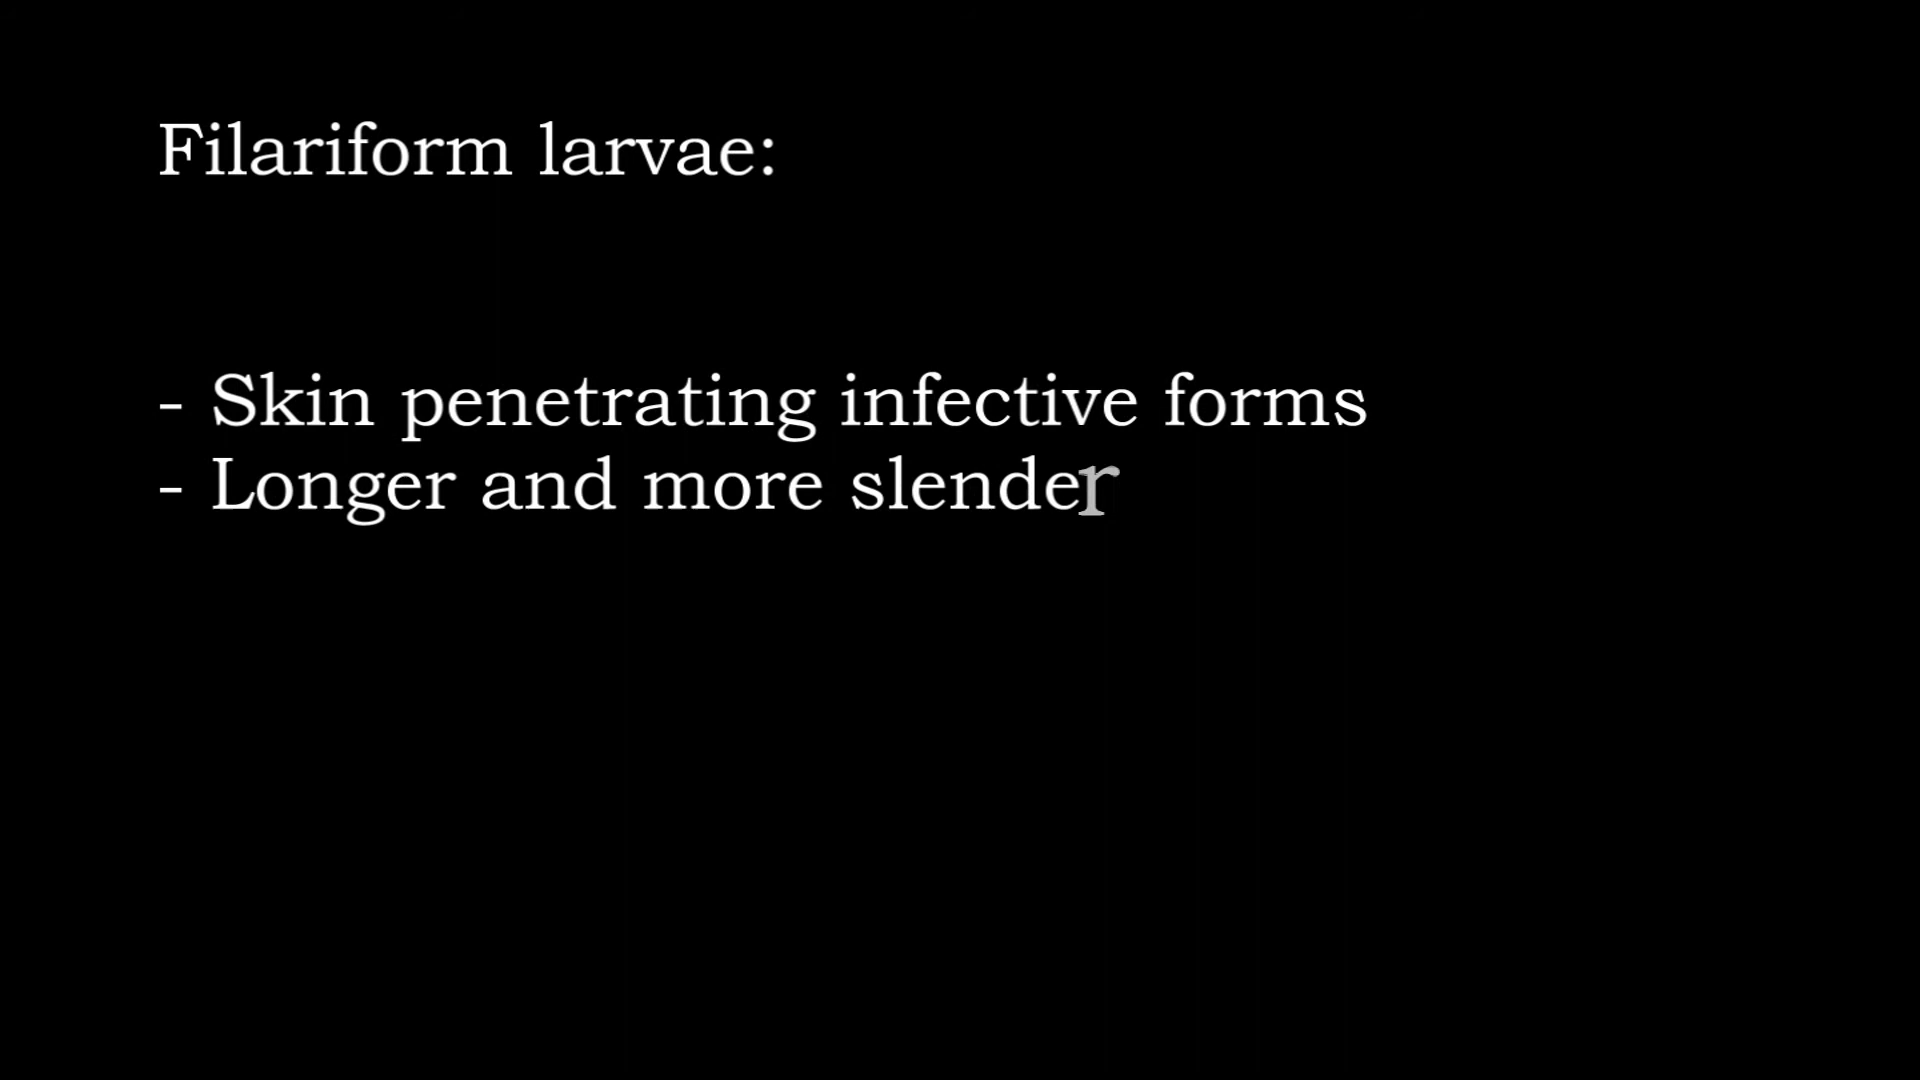 Filariform larvae:
- Skin penetrating infective forms
- Longer and more slender